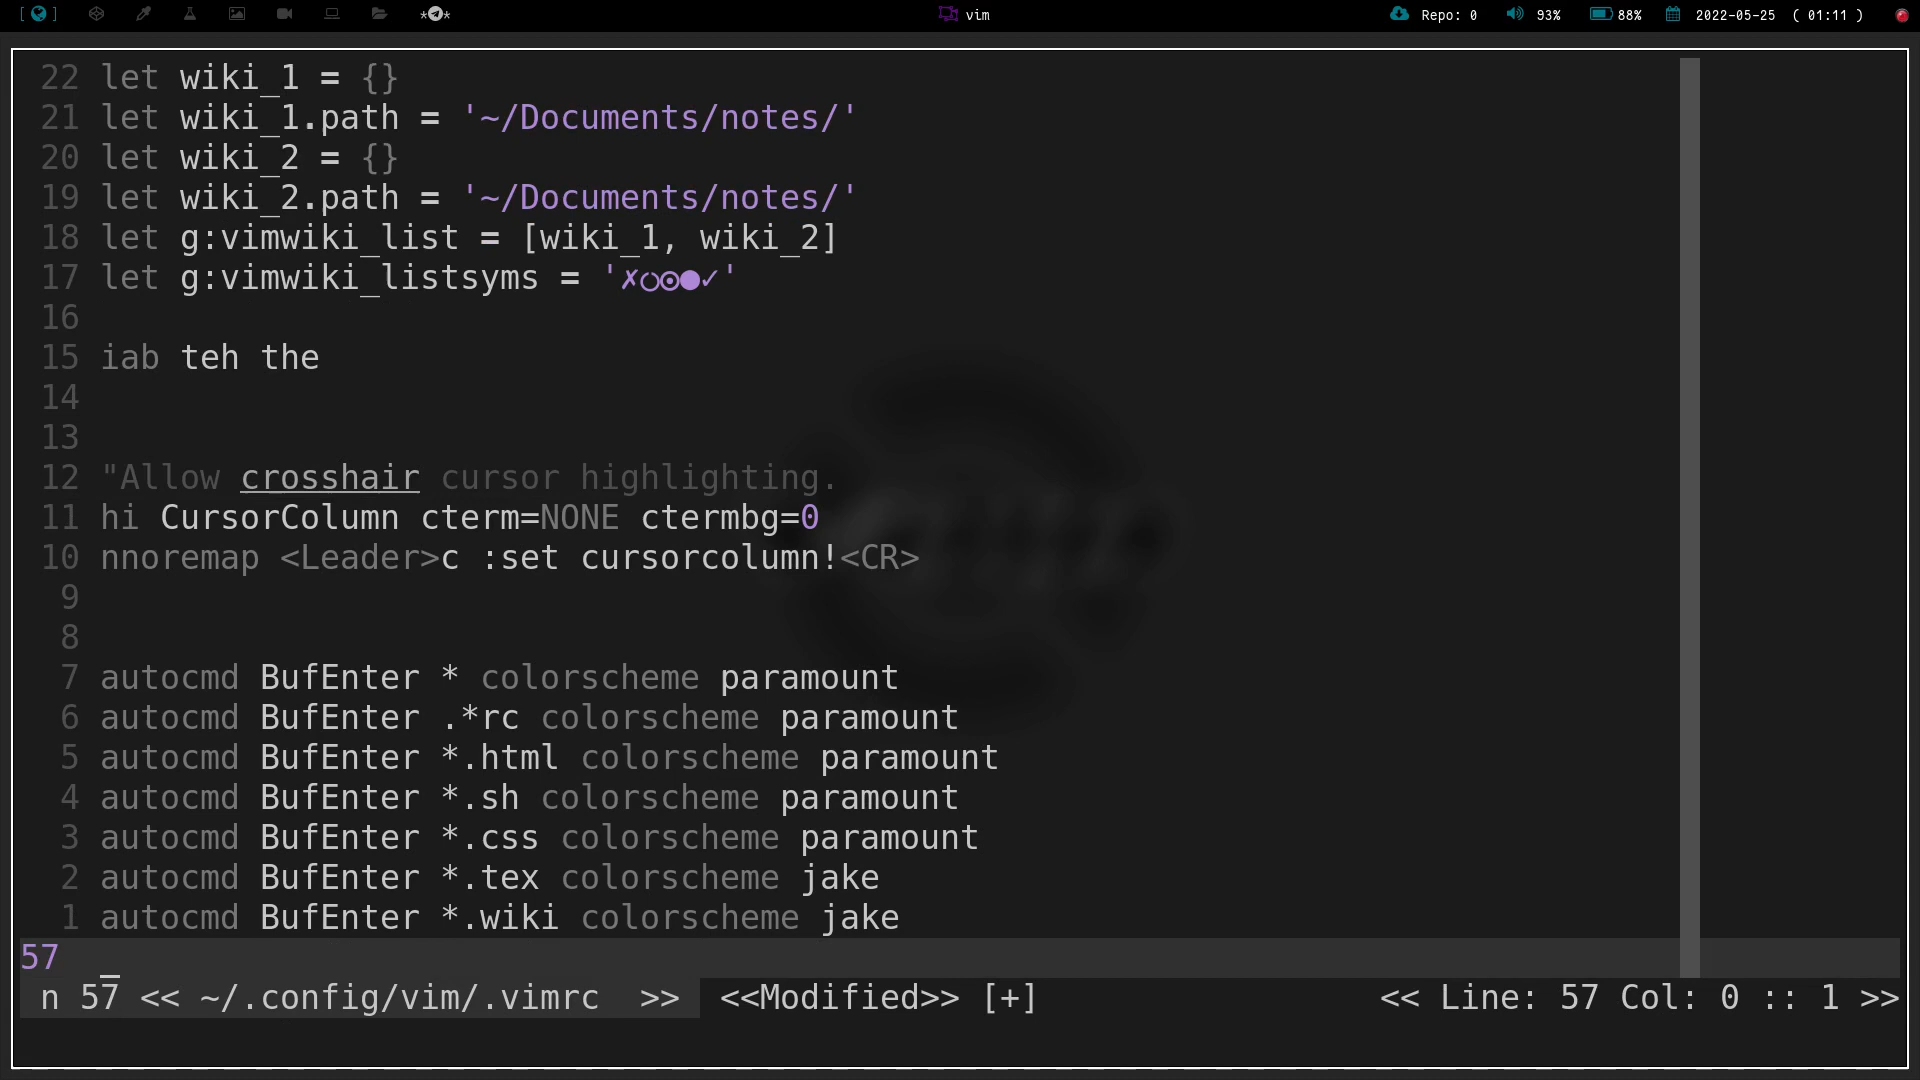 [ ] ** vim Repo: 0 93% 88% 2022-05-25 ( 01:11 )
22 let wiki_1 = {}
21 let wiki_1.path = '~/Documents/notes/'
20 let wiki_2 = {}
19 let wiki_2.path = '~/Documents/notes/'
18 let g:vimwiki_list = [wiki_1, wiki_2]
17 let g:vimwiki_listsyms = '✗○◉●✓'
16
15 iab teh the
14
13
12 "Allow crosshair cursor highlighting.
11 hi CursorColumn cterm=NONE ctermbg=0
10 nnoremap <Leader>c :set cursorcolumn!<CR>
9
8
7 autocmd BufEnter * colorscheme paramount
6 autocmd BufEnter .*rc colorscheme paramount
5 autocmd BufEnter *.html colorscheme paramount
4 autocmd BufEnter *.sh colorscheme paramount
3 autocmd BufEnter *.css colorscheme paramount
2 autocmd BufEnter *.tex colorscheme jake
1 autocmd BufEnter *.wiki colorscheme jake
57
n 57 << ~/.config/vim/.vimrc >> <<Modified>> [+] << Line: 57 Col: 0 :: 1 >>